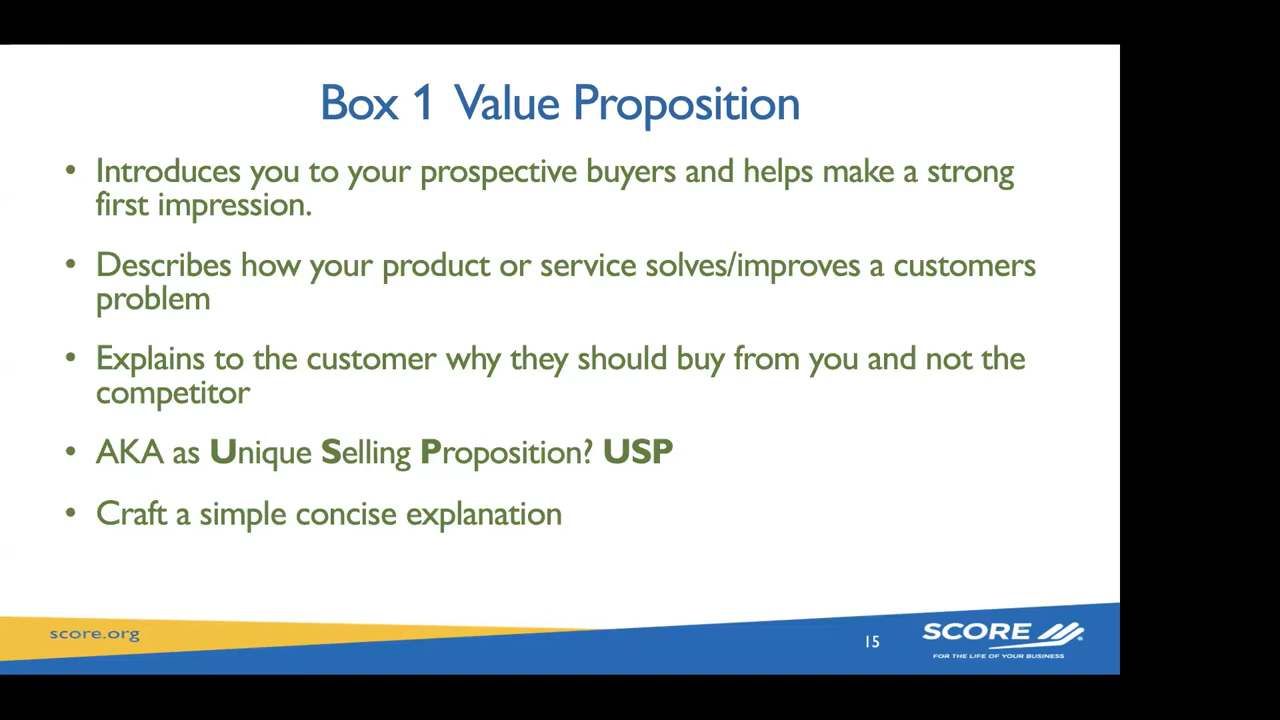 Box 1 Value Proposition
• Introduces you to your prospective buyers and helps make a strong
first impression.
• Describes how your product or service solves/improves a customers
problem
• Explains to the customer why they should buy from you and not the
competitor
• AKA as Unique Selling Proposition? USP
• Craft a simple concise explanation
score.org
15
SCORE
FOR THE LIFE OF YOUR BUSINESS